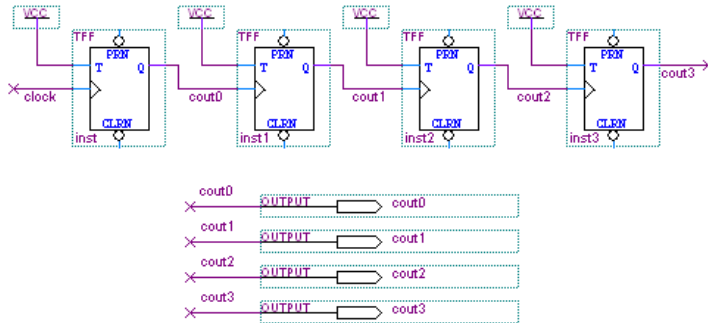 VCC VCC VCC VCC
TFF TFF TFF TFF
PRN PRN PRN PRN
T Q T Q T Q T Q
clock cout0 cout1 cout2 cout3
CLRN CLRN CLRN CLRN
inst inst1 inst2 inst3
cout0 OUTPUT cout0
cout1 OUTPUT cout1
cout2 OUTPUT cout2
cout3 OUTPUT cout3